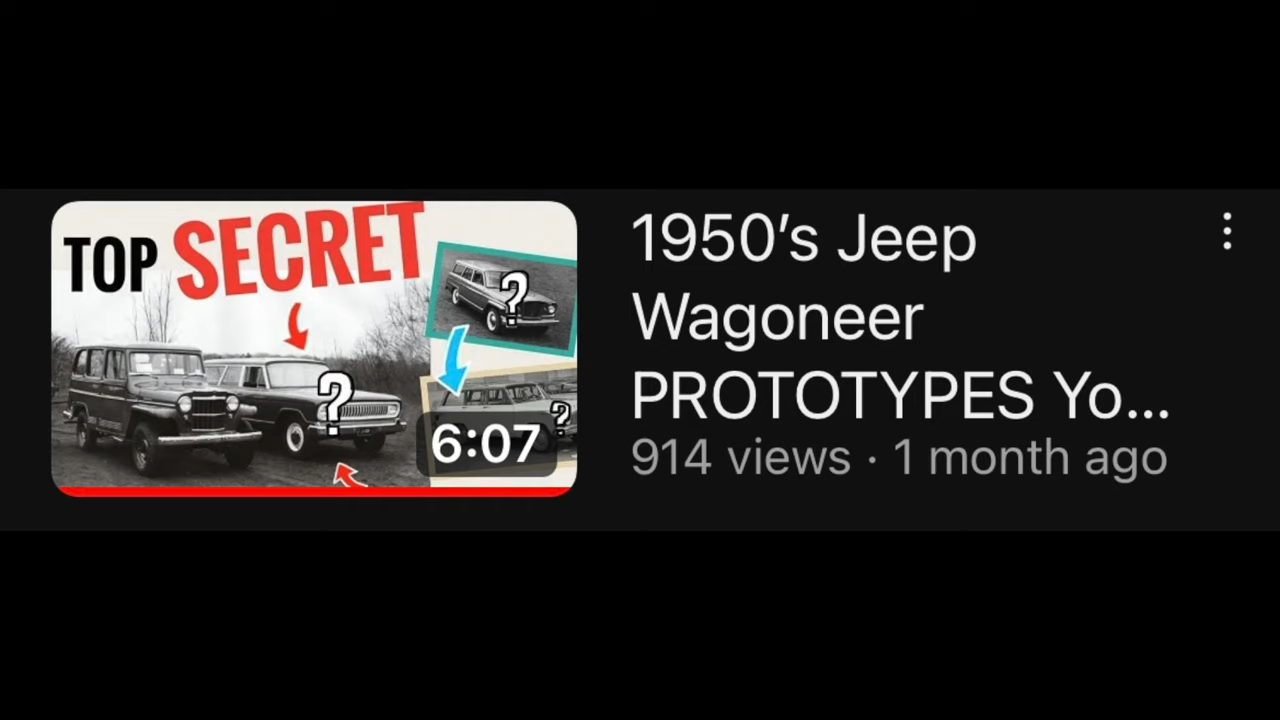 TOP SECRET
?
?
?
6:07
1950’s Jeep
Wagoneer
PROTOTYPES Yo...
914 views · 1 month ago